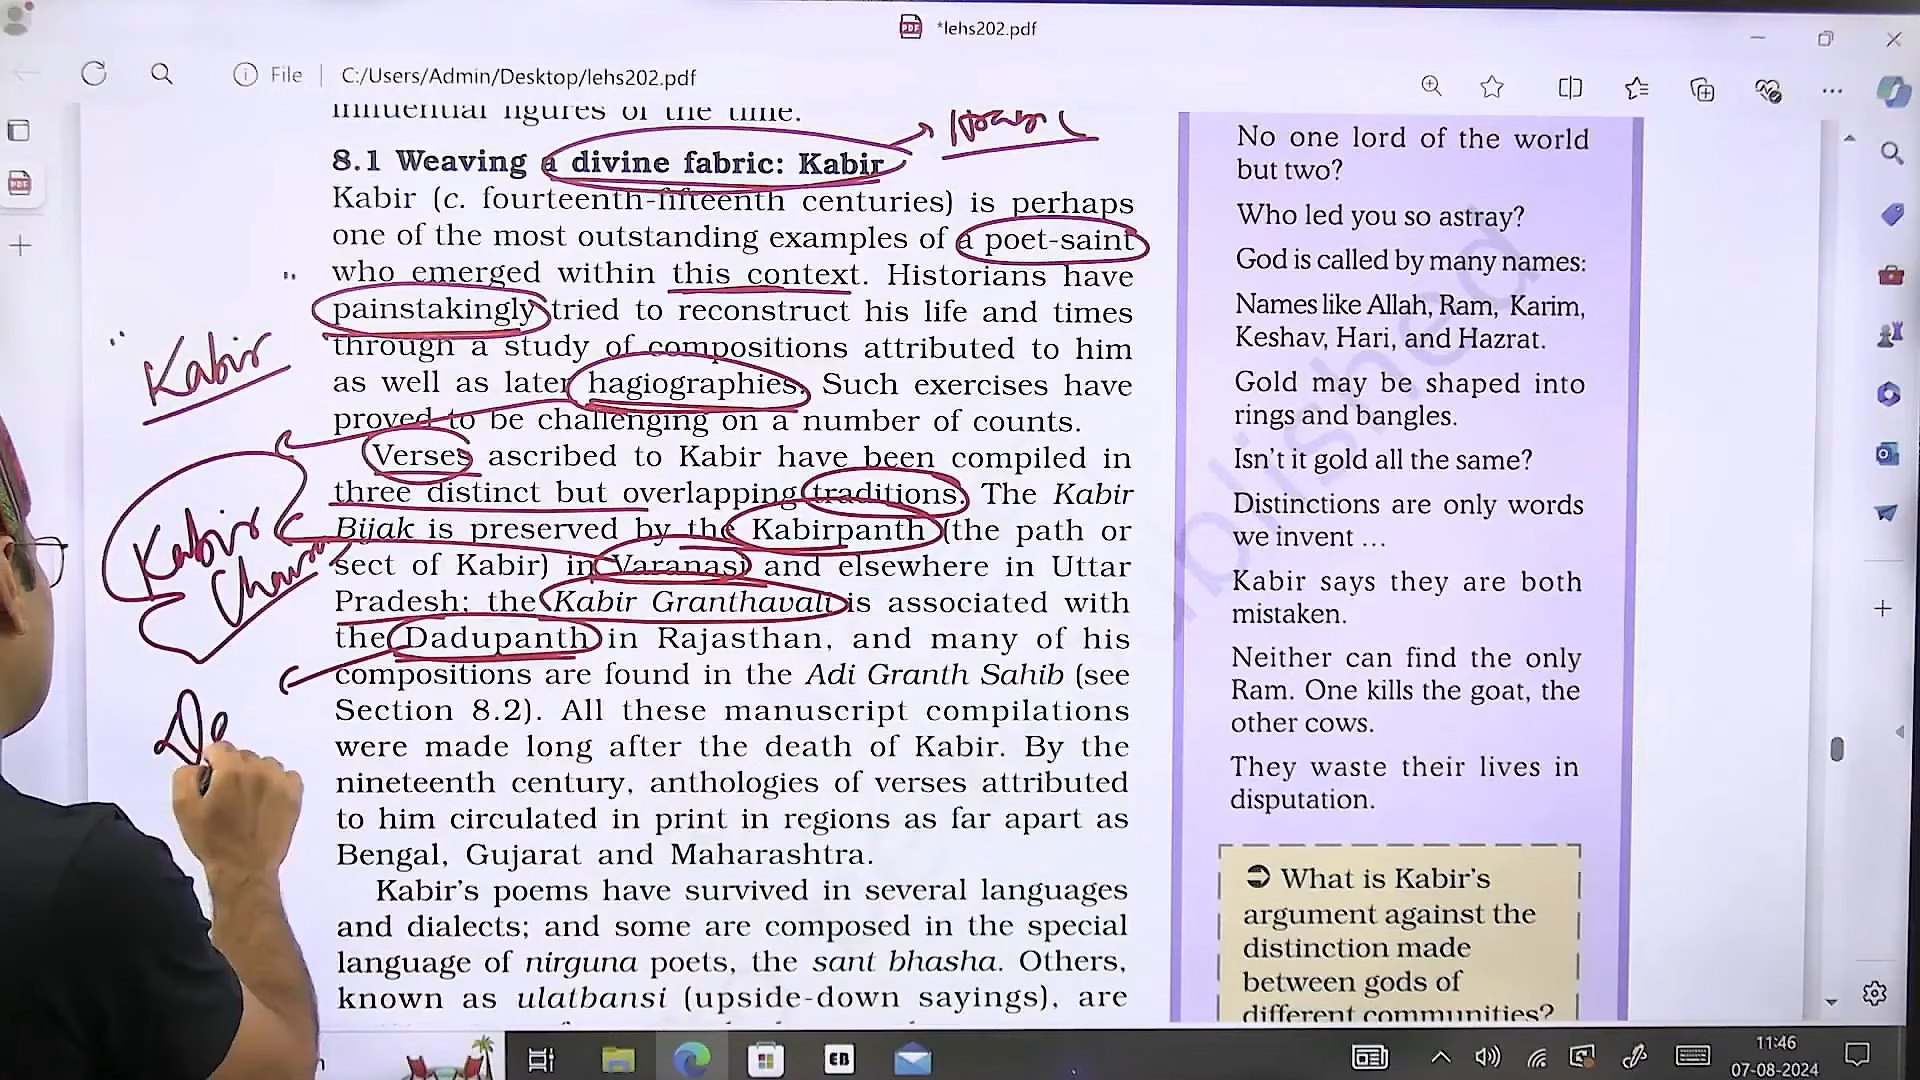 *lehs202.pdf
File
C:/Users/Admin/Desktop/lehs202.pdf
influential figures of the time.
8.1 Weaving a divine fabric: Kabir
Kabir (c. fourteenth-fifteenth centuries) is perhaps
one of the most outstanding examples of a poet-saint
who emerged within this context. Historians have
painstakingly tried to reconstruct his life and times
through a study of compositions attributed to him
as well as later hagiographies. Such exercises have
proved to be challenging on a number of counts.
Verses ascribed to Kabir have been compiled in
three distinct but overlapping traditions. The Kabir
Bijak is preserved by the Kabirpanth (the path or
sect of Kabir) in Varanasi and elsewhere in Uttar
Pradesh; the Kabir Granthavali is associated with
the Dadupanth in Rajasthan, and many of his
compositions are found in the Adi Granth Sahib (see
Section 8.2). All these manuscript compilations
were made long after the death of Kabir. By the
nineteenth century, anthologies of verses attributed
to him circulated in print in regions as far apart as
Bengal, Gujarat and Maharashtra.
Kabir's poems have survived in several languages
and dialects; and some are composed in the special
language of nirguna poets, the sant bhasha. Others,
known as ulatbansi (upside-down sayings), are
Kabir
Kabir
No one lord of the world
but two?
Who led you so astray?
God is called by many names:
Names like Allah, Ram, Karim,
Keshav, Hari, and Hazrat.
Gold may be shaped into
rings and bangles.
Isn't it gold all the same?
Distinctions are only words
we invent ...
Kabir says they are both
mistaken.
Neither can find the only
Ram. One kills the goat, the
other cows.
They waste their lives in
disputation.
What is Kabir's
argument against the
distinction made
between gods of
different communities?
EB
11:46
07-08-2024